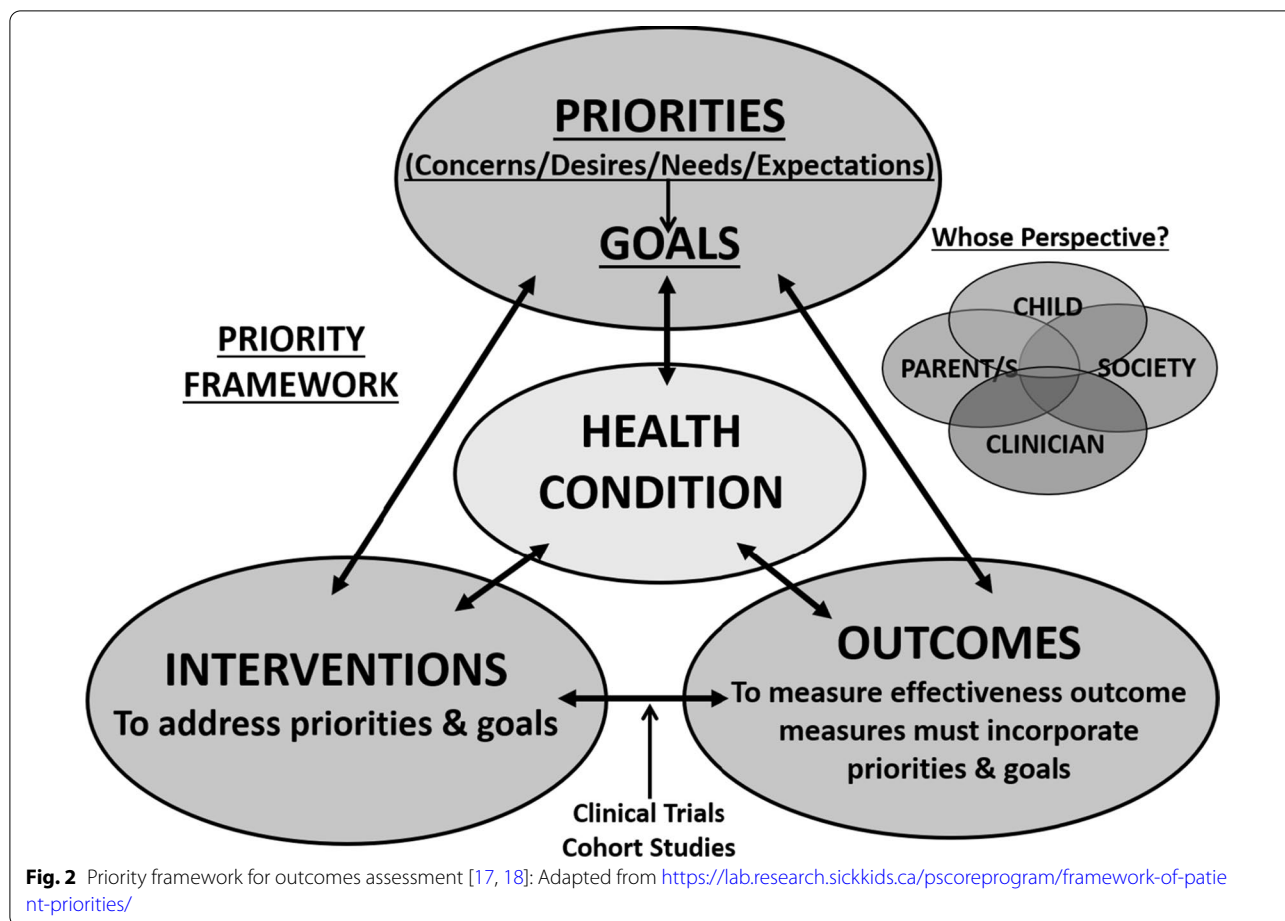 PRIORITIES
(Concerns/Desires/Needs/Expectations)
GOALS
Whose Perspective?
CHILD
PARENT/S
SOCIETY
CLINICIAN
PRIORITY
FRAMEWORK
HEALTH
CONDITION
INTERVENTIONS
To address priorities & goals
OUTCOMES
To measure effectiveness outcome
measures must incorporate
priorities & goals
Clinical Trials
Cohort Studies
Fig. 2 Priority framework for outcomes assessment [17, 18]: Adapted from https://lab.research.sickkids.ca/pscoreprogram/framework-of-patie
nt-priorities/